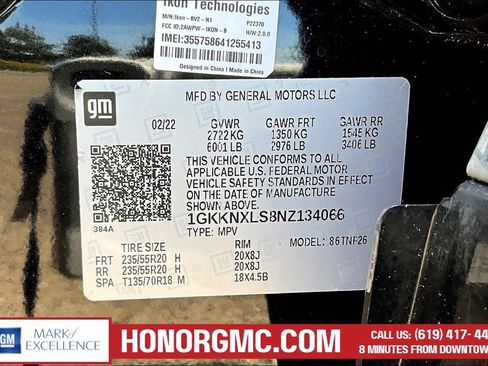 Ikon Technologies
M/N: Ikon-BV2-N1 P22370
FCC ID: 2AWPW-IKON-B H/W:2.0.0
IMEI:355758641255413
Designed in China | Made in China
gm
MFD BY GENERAL MOTORS LLC
02/22 GVWR GAWR FRT GAWR RR
2722 KG 1350 KG 1545 KG
6001 LB 2976 LB 3406 LB
THIS VEHICLE CONFORMS TO ALL
APPLICABLE U.S. FEDERAL MOTOR
VEHICLE SAFETY STANDARDS IN EFFECT
ON THE DATE OF MANUFACTURE SHOWN
ABOVE.
1GKKNXLS8NZ134066
384A
TYPE: MPV MODEL: 86TNF26
TIRE SIZE RIM
FRT 235/55R20 H 20X8J
RR 235/55R20 H 20X8J
SPA T135/70R18 M 18X4.5B
GM
MARK of
EXCELLENCE
HONORGMC.COM
CALL US: (619) 417-44
8 MINUTES FROM DOWNTOW